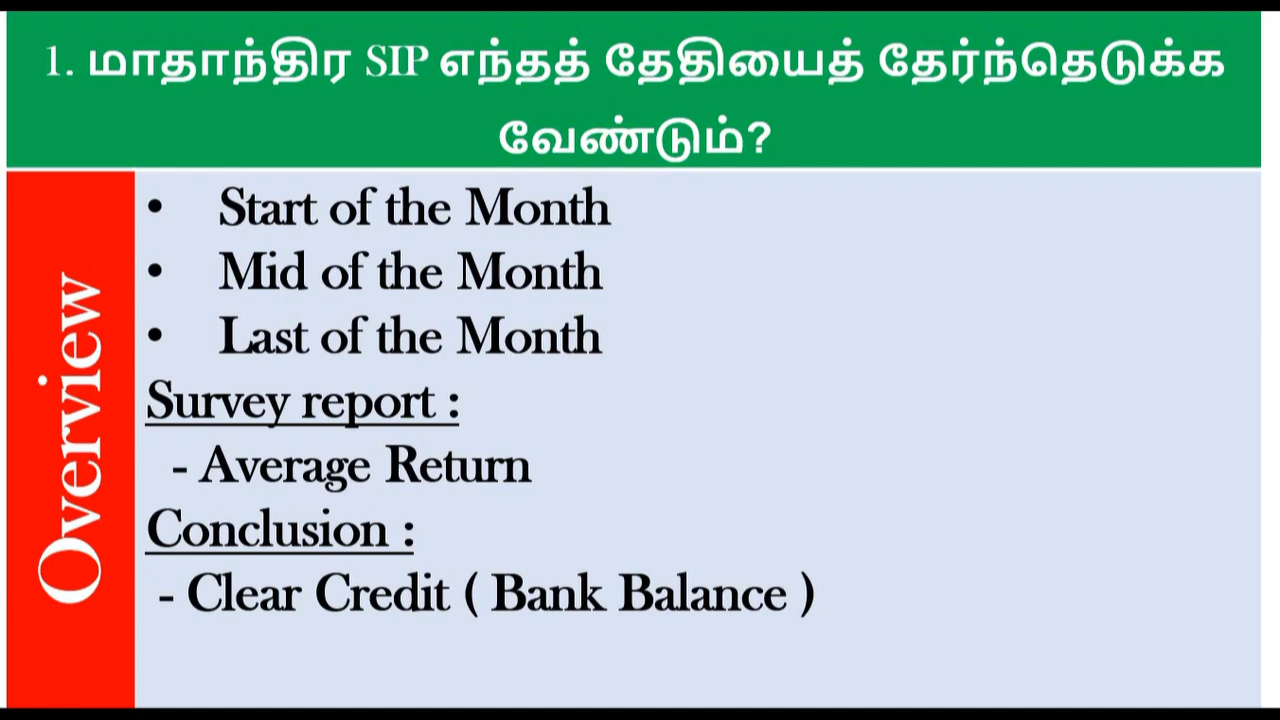 1. மாதாந்திர SIP எந்தத் தேதியைத் தேர்ந்தெடுக்க
வேண்டும்?
Overview
• Start of the Month
• Mid of the Month
• Last of the Month
Survey report :
- Average Return
Conclusion :
- Clear Credit ( Bank Balance )